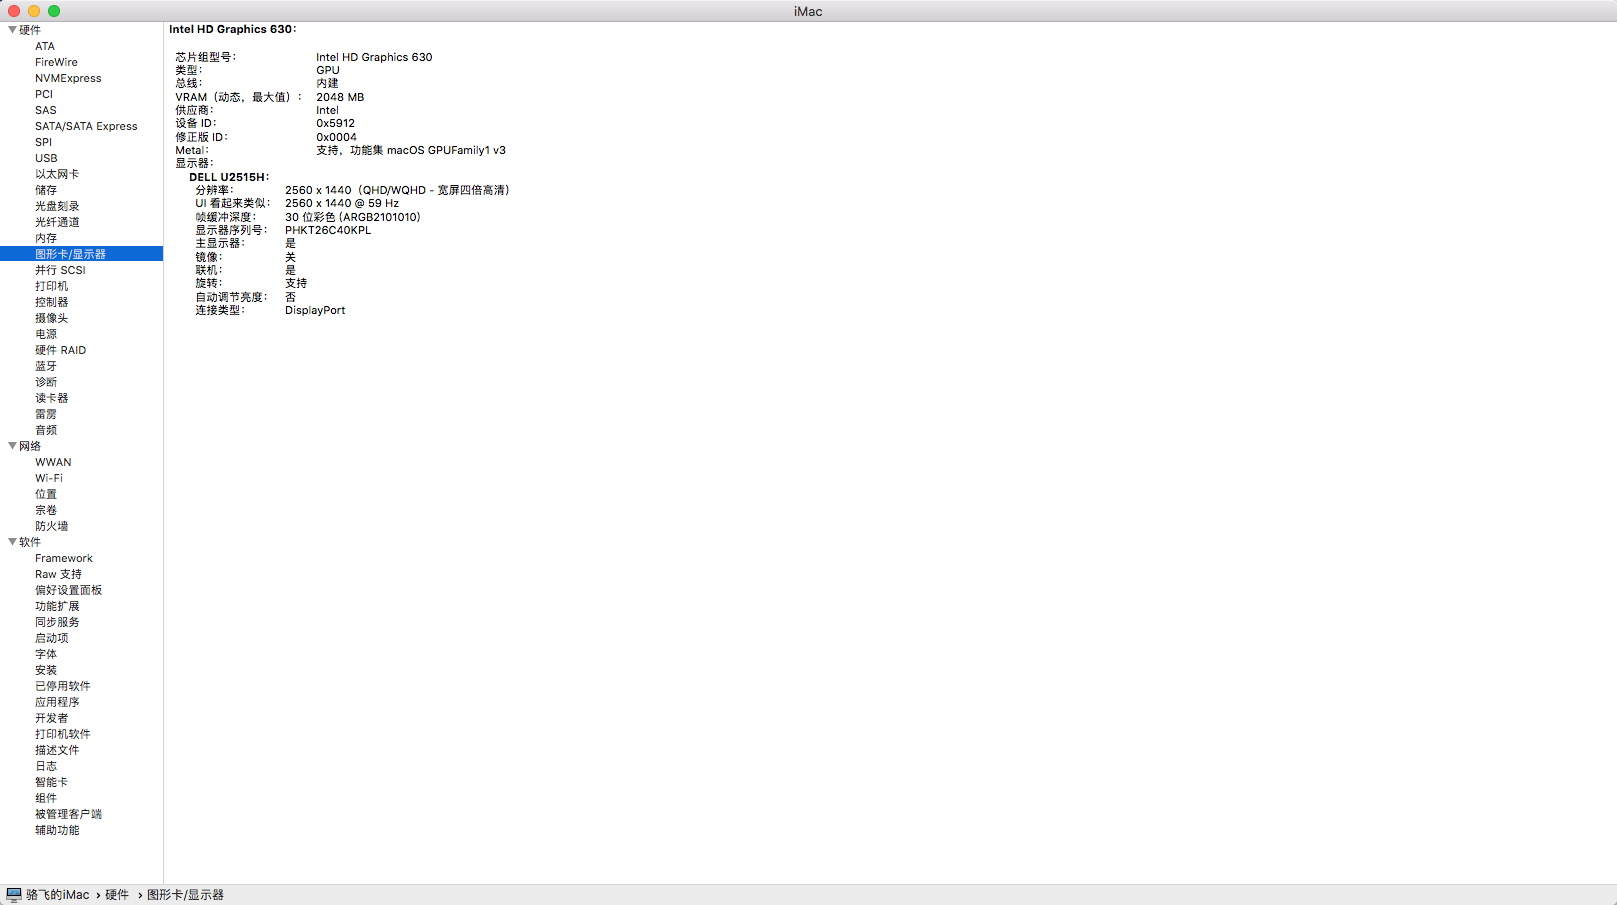 iMac
硬件
ATA
FireWire
NVMExpress
PCI
SAS
SATA/SATA Express
SPI
USB
以太网卡
储存
光盘刻录
光纤通道
内存
图形卡/显示器
并行 SCSI
打印机
控制器
摄像头
电源
硬件 RAID
蓝牙
诊断
读卡器
雷雳
音频
网络
WWAN
Wi-Fi
位置
宗卷
防火墙
软件
Framework
Raw 支持
偏好设置面板
功能扩展
同步服务
启动项
字体
安装
已停用软件
应用程序
开发者
打印机软件
描述文件
日志
智能卡
组件
被管理客户端
辅助功能
Intel HD Graphics 630：
芯片组型号： Intel HD Graphics 630
类型： GPU
总线： 内建
VRAM（动态，最大值）： 2048 MB
供应商： Intel
设备 ID： 0x5912
修正版 ID： 0x0004
Metal： 支持，功能集 macOS GPUFamily1 v3
显示器：
DELL U2515H：
分辨率： 2560 x 1440（QHD/WQHD - 宽屏四倍高清）
UI 看起来类似： 2560 x 1440 @ 59 Hz
帧缓冲深度： 30 位彩色 (ARGB2101010)
显示器序列号： PHKT26C40KPL
主显示器： 是
镜像： 关
联机： 是
旋转： 支持
自动调节亮度： 否
连接类型： DisplayPort
骆飞的iMac › 硬件 › 图形卡/显示器